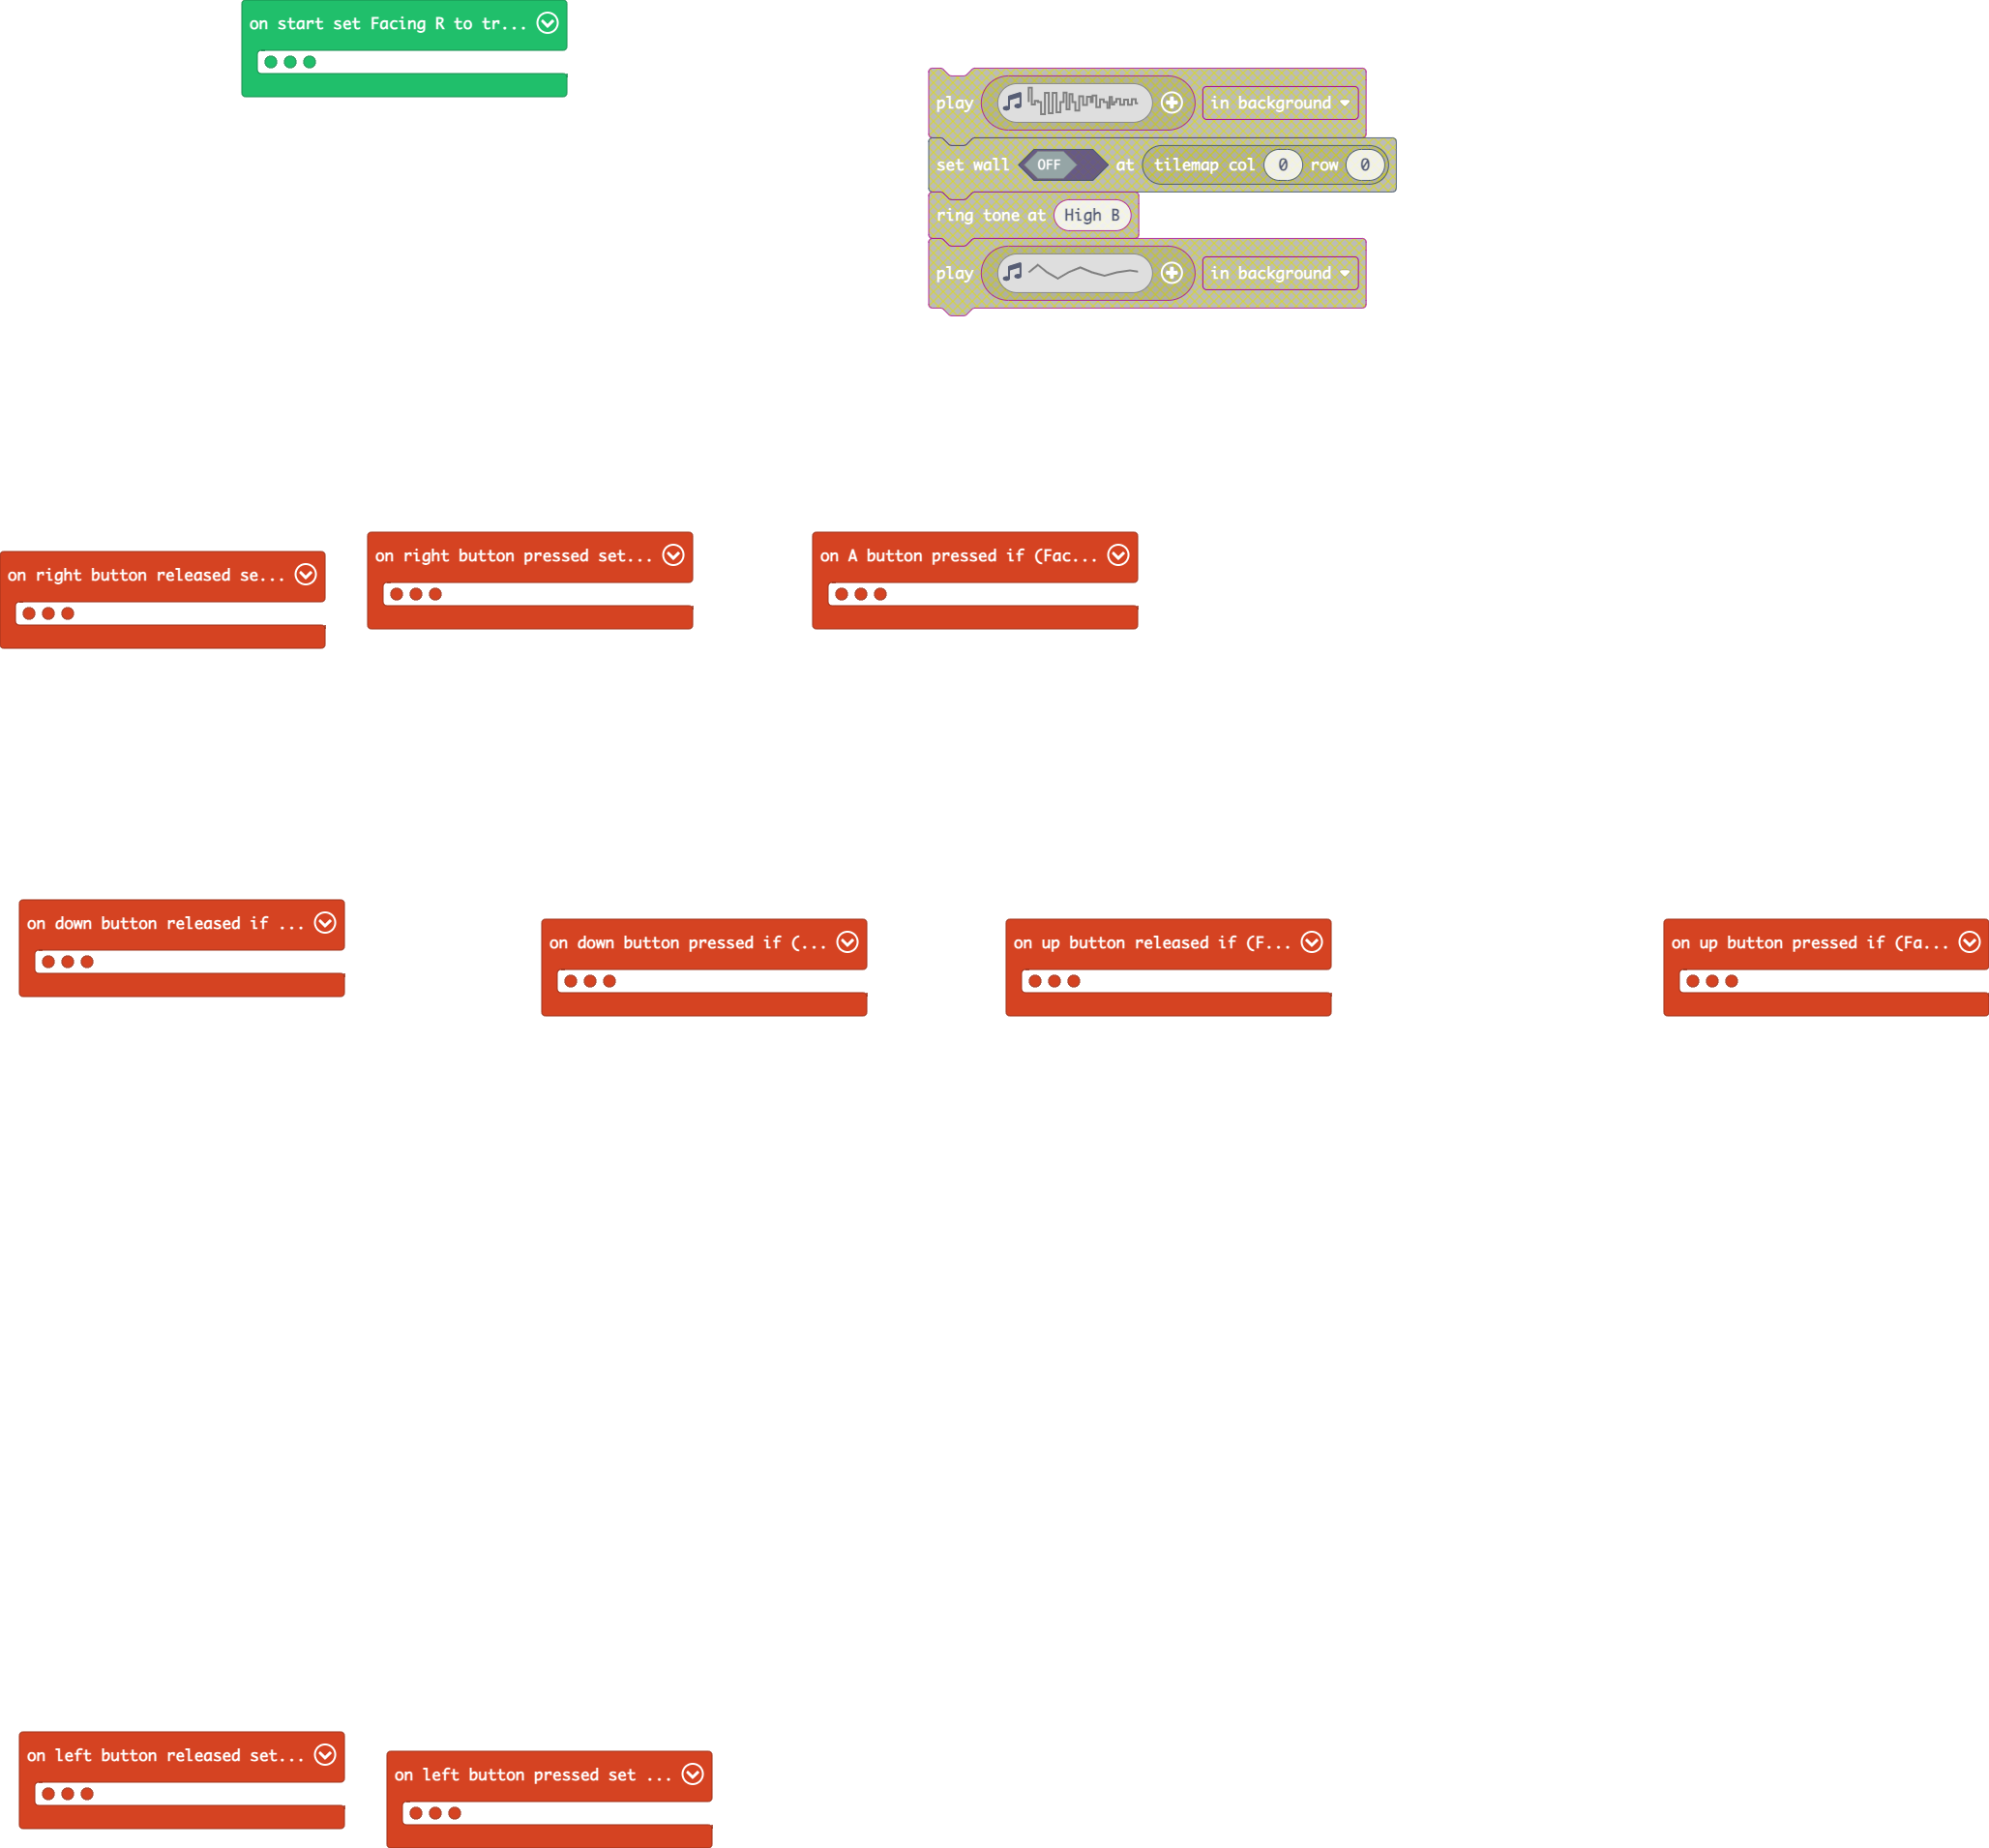 on start set Facing R to tr...
play in background
set wall OFF at tilemap col 0 row 0
ring tone at High B
play in background
on right button released se...
on right button pressed set...
on A button pressed if (Fac...
on down button released if ...
on down button pressed if (...
on up button released if (F...
on up button pressed if (Fa...
on left button released set...
on left button pressed set ...